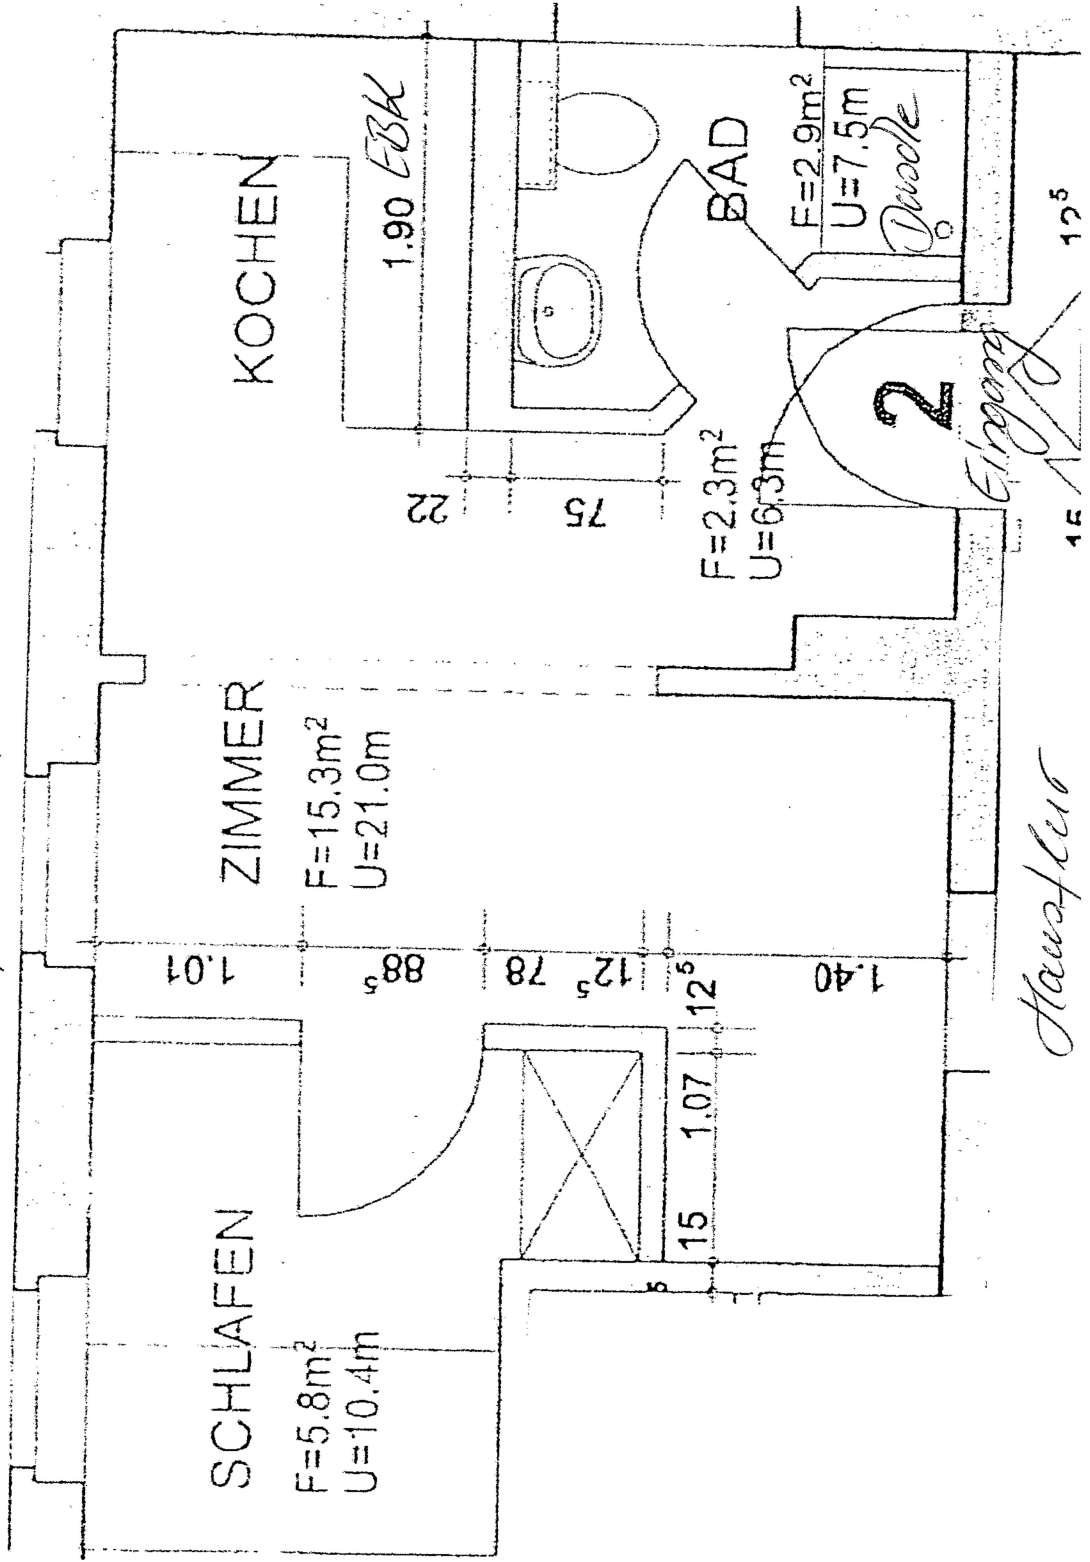 SCHLAFEN
F=5.8m²
U=10.4m
ZIMMER
F=15.3m²
U=21.0m
KOCHEN
1.90 EBK
BAD
F=2.9m²
U=7.5m
Dusche
F=2.3m²
U=6.3m
2
Eingang
Hausflur
1.01
88⁵
78
12⁵
1.40
15
1.07
12⁵
5
22
75
15
12⁵